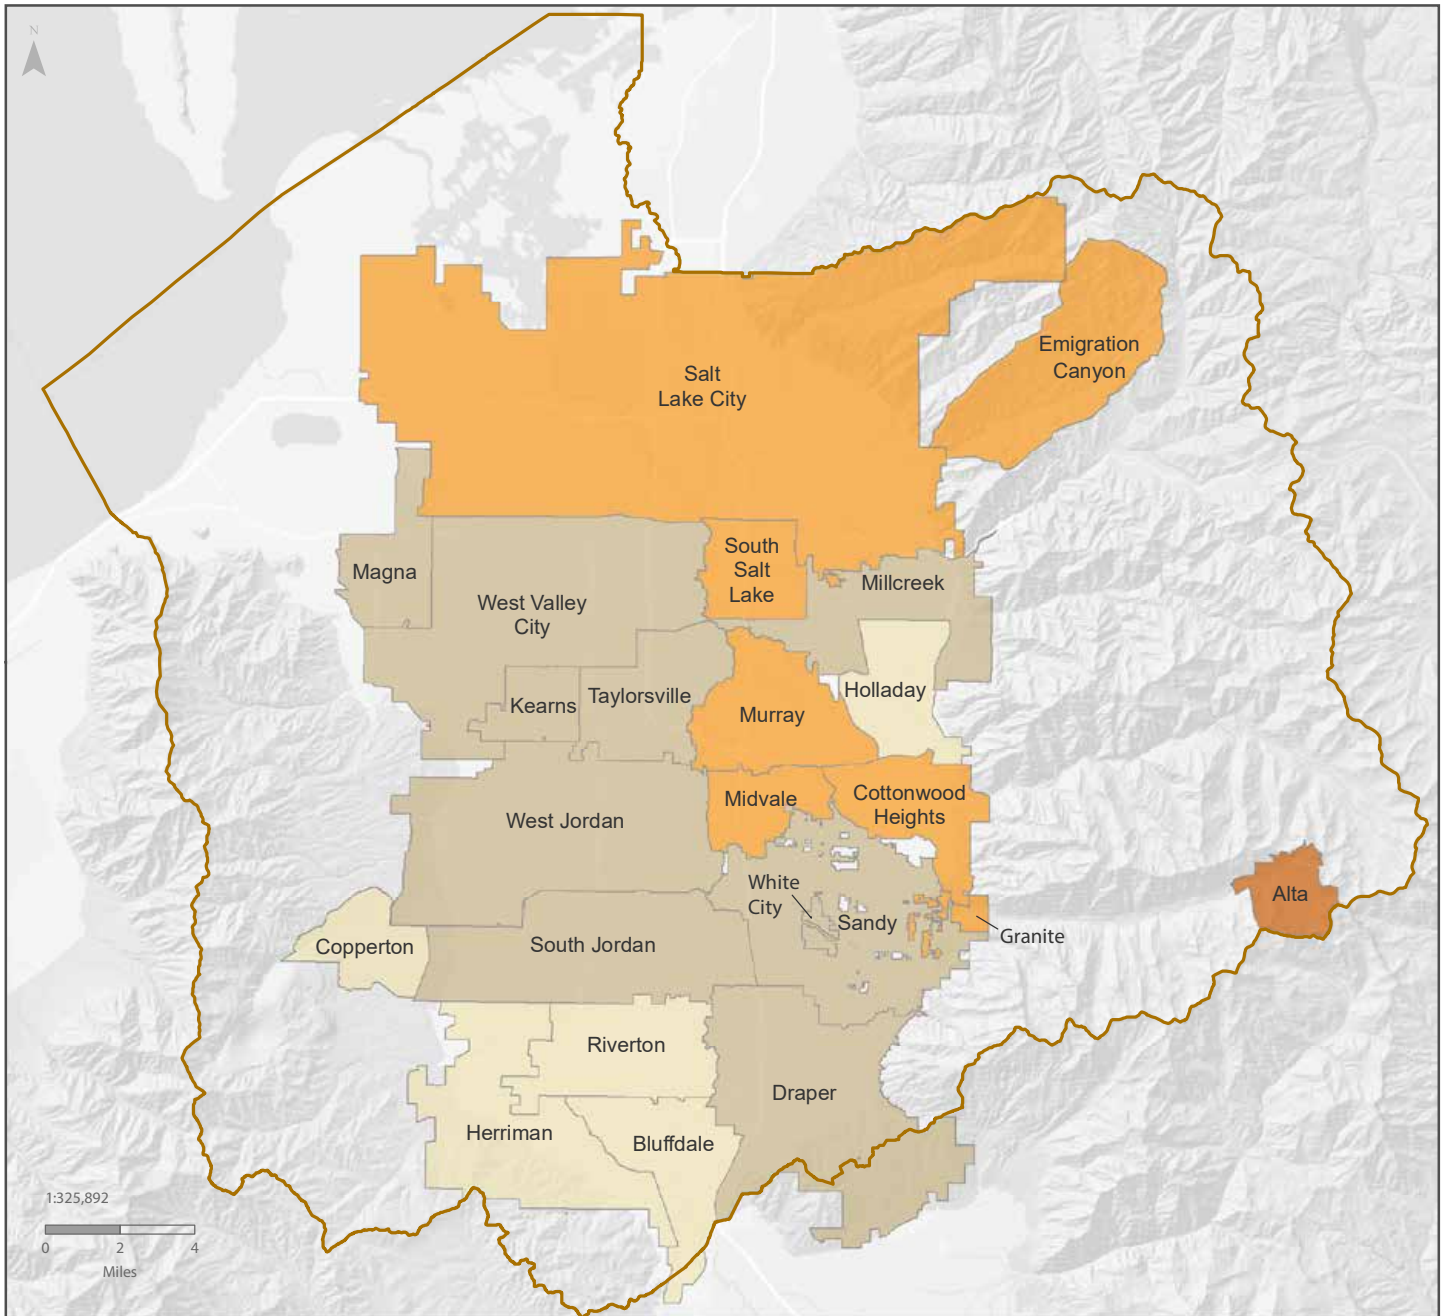 N
Salt
Lake City
Emigration
Canyon
South
Salt
Lake
Magna
Millcreek
West Valley
City
Kearns
Taylorsville
Holladay
Murray
Midvale
Cottonwood
Heights
West Jordan
White
City
Sandy
Alta
Granite
Copperton
South Jordan
Riverton
Draper
Herriman
Bluffdale
1:325,892
0 2 4
Miles